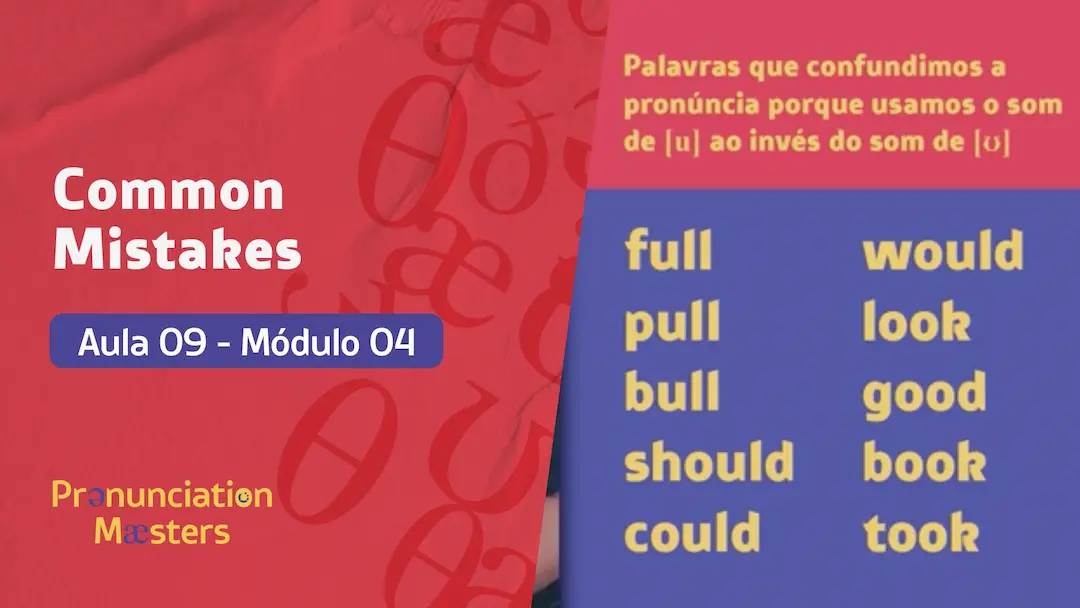 Common
Mistakes
Aula 09 - Módulo 04
Prənunciation
Mæsters
Palavras que confundimos a
pronúncia porque usamos o som
de [u] ao invés do som de [ʊ]
full
pull
bull
should
could
would
look
good
book
took